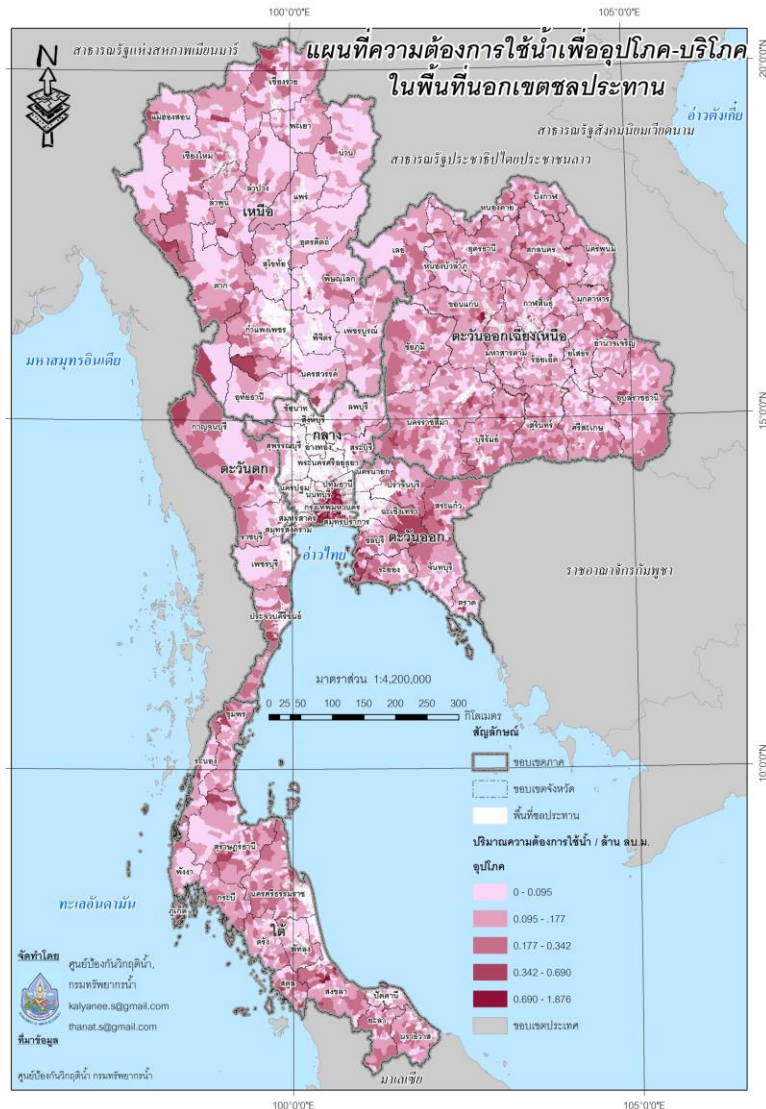 100°0'0"E
105°0'0"E
แผนที่ความต้องการใช้น้ำเพื่ออุปโภค-บริโภค
ในพื้นที่นอกเขตชลประทาน
N
สาธารณรัฐแห่งสหภาพเมียนมาร์
20°0'0"N
อ่าวตังเกี๋ย
สาธารณรัฐสังคมนิยมเวียดนาม
สาธารณรัฐประชาธิปไตยประชาชนลาว
เชียงราย
แม่ฮ่องสอน
พะเยา
เชียงใหม่
น่าน
ลำปาง
ลำพูน
แพร่
เหนือ
อุตรดิตถ์
สุโขทัย
ตาก
พิษณุโลก
กำแพงเพชร
พิจิตร
เพชรบูรณ์
นครสวรรค์
อุทัยธานี
บึงกาฬ
หนองคาย
เลย
อุดรธานี
สกลนคร
นครพนม
หนองบัวลำภู
ขอนแก่น
กาฬสินธุ์
มุกดาหาร
ตะวันออกเฉียงเหนือ
ชัยภูมิ
มหาสารคาม
ร้อยเอ็ด
ยโสธร
อำนาจเจริญ
อุบลราชธานี
นครราชสีมา
บุรีรัมย์
สุรินทร์
ศรีสะเกษ
มหาสมุทรอินเดีย
15°0'0"N
ชัยนาท
ลพบุรี
สิงห์บุรี
กาญจนบุรี
กลาง
สุพรรณบุรี
อ่างทอง
สระบุรี
ตะวันตก
พระนครศรีอยุธยา
นครนายก
นครปฐม
ปทุมธานี
ปราจีนบุรี
นนทบุรี
กรุงเทพมหานคร
ฉะเชิงเทรา
สระแก้ว
สมุทรสาคร
สมุทรปราการ
ราชบุรี
สมุทรสงคราม
ตะวันออก
ชลบุรี
อ่าวไทย
เพชรบุรี
ระยอง
จันทบุรี
ตราด
ราชอาณาจักรกัมพูชา
ประจวบคีรีขันธ์
มาตราส่วน 1:4,200,000
0 25 50 100 150 200 250 300
กิโลเมตร
ชุมพร
ระนอง
10°0'0"N
สุราษฎร์ธานี
พังงา
กระบี่
นครศรีธรรมราช
ภูเก็ต
ใต้
ตรัง
พัทลุง
สตูล
สงขลา
ปัตตานี
ยะลา
นราธิวาส
มาเลเซีย
ทะเลอันดามัน
สัญลักษณ์
ขอบเขตภาค
ขอบเขตจังหวัด
พื้นที่ชลประทาน
ปริมาณความต้องการใช้น้ำ / ล้าน ลบ.ม.
อุปโภค
0 - 0.095
0.095 - .177
0.177 - 0.342
0.342 - 0.690
0.690 - 1.876
ขอบเขตประเทศ
จัดทำโดย
ศูนย์ป้องกันวิกฤติน้ำ,
กรมทรัพยากรน้ำ
kalyanee.s@gmail.com
thanat.s@gmail.com
ที่มาข้อมูล
ศูนย์ป้องกันวิกฤติน้ำ กรมทรัพยากรน้ำ
100°0'0"E
105°0'0"E